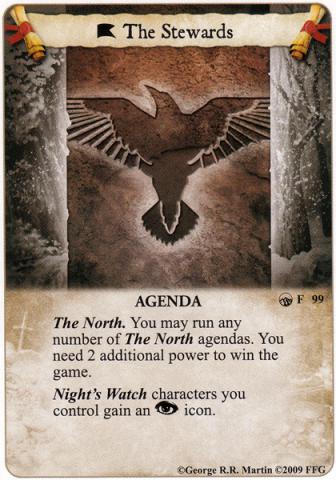 The Stewards
AGENDA
F 99
The North. You may run any
number of The North agendas. You
need 2 additional power to win the
game.
Night's Watch characters you
control gain an icon.
©George R.R. Martin ©2009 FFG